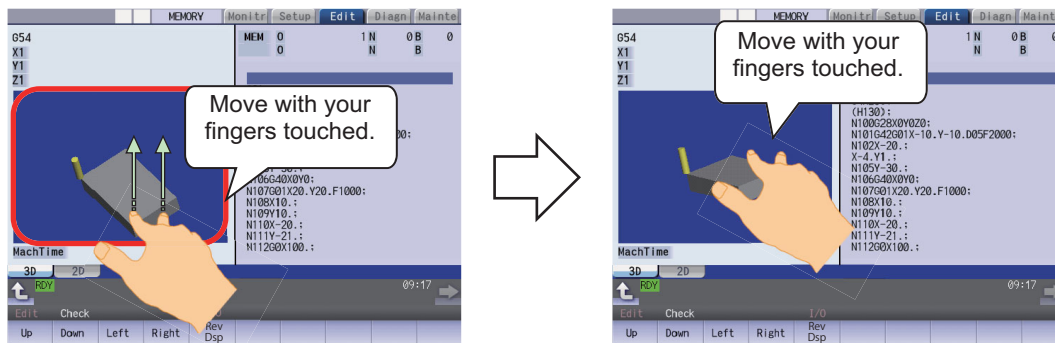 MEMORY Monitr Setup Edit Diagn Mainte
G54 MEM O 1 N 0 B 0
X1 O N B
Y1
Z1
Move with your
fingers touched.
00:
Y-30.;
N106G40X0Y0;
N107G01X20.Y20.F1000;
N108X10.;
N109Y10.;
N110X-20.;
N111Y-21.;
N112G0X100.;
MachTime
3D 2D
RDY 09:17
Edit Check
Up Down Left Right Rev
Dsp
MEMORY Monitr Setup Edit Diagn Mainte
G54 1 N 0 B 0
X1 N B
Y1
Z1
Move with your
fingers touched.
(H130);
N100G28X0Y0Z0;
N101G42G01X-10.Y-10.D05F2000;
N102X-20.;
X-4.Y1.;
N105Y-30.;
N106G40X0Y0;
N107G01X20.Y20.F1000;
N108X10.;
N109Y10.;
N110X-20.;
N111Y-21.;
N112G0X100.;
MachTime
3D 2D
RDY 09:17
Edit Check I/O
Up Down Left Right Rev
Dsp